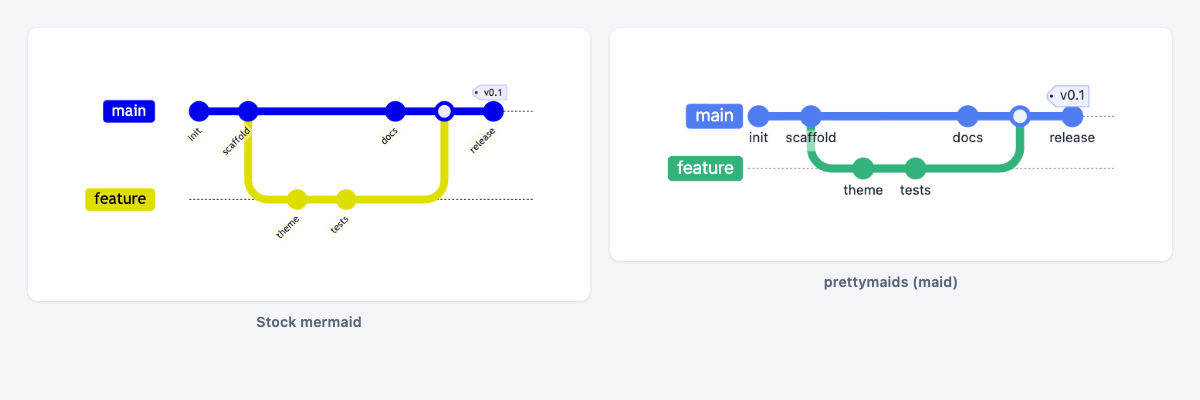 v0.1
main
init
scaffold
docs
release
feature
theme
tests
Stock mermaid
v0.1
main
init
scaffold
docs
release
feature
theme
tests
prettymaids (maid)